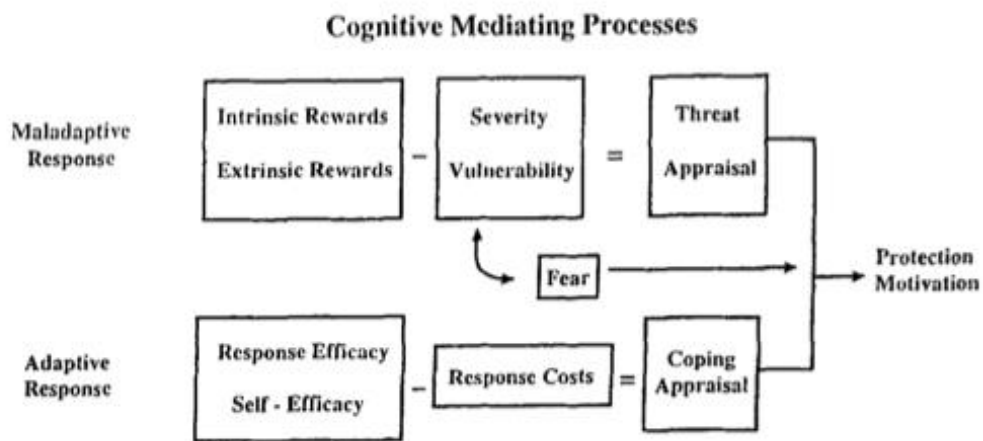 Cognitive Mediating Processes
Maladaptive
Response
Intrinsic Rewards
Extrinsic Rewards
–
Severity
Vulnerability
=
Threat
Appraisal
Fear
Protection
Motivation
Adaptive
Response
Response Efficacy
Self - Efficacy
–
Response Costs
=
Coping
Appraisal